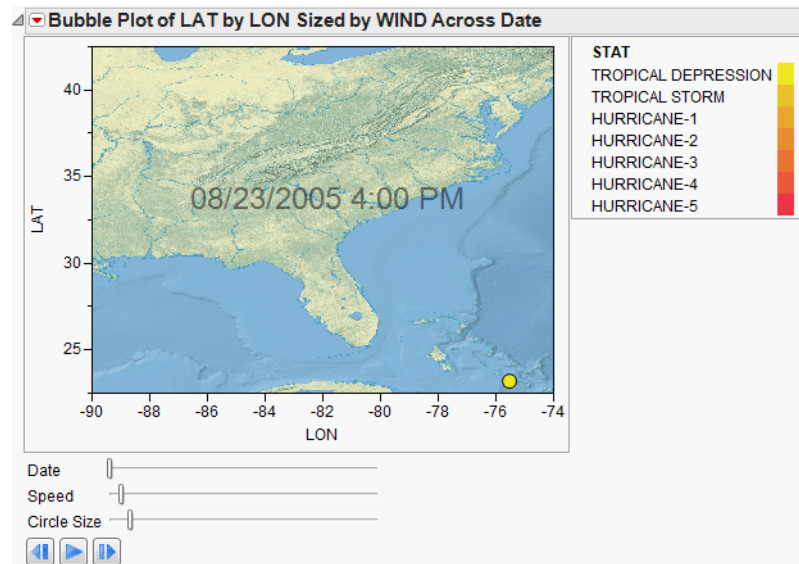 Bubble Plot of LAT by LON Sized by WIND Across Date
STAT
TROPICAL DEPRESSION
TROPICAL STORM
HURRICANE-1
HURRICANE-2
HURRICANE-3
HURRICANE-4
HURRICANE-5
40
35
30
25
LAT
08/23/2005 4:00 PM
-90 -88 -86 -84 -82 -80 -78 -76 -74
LON
Date
Speed
Circle Size